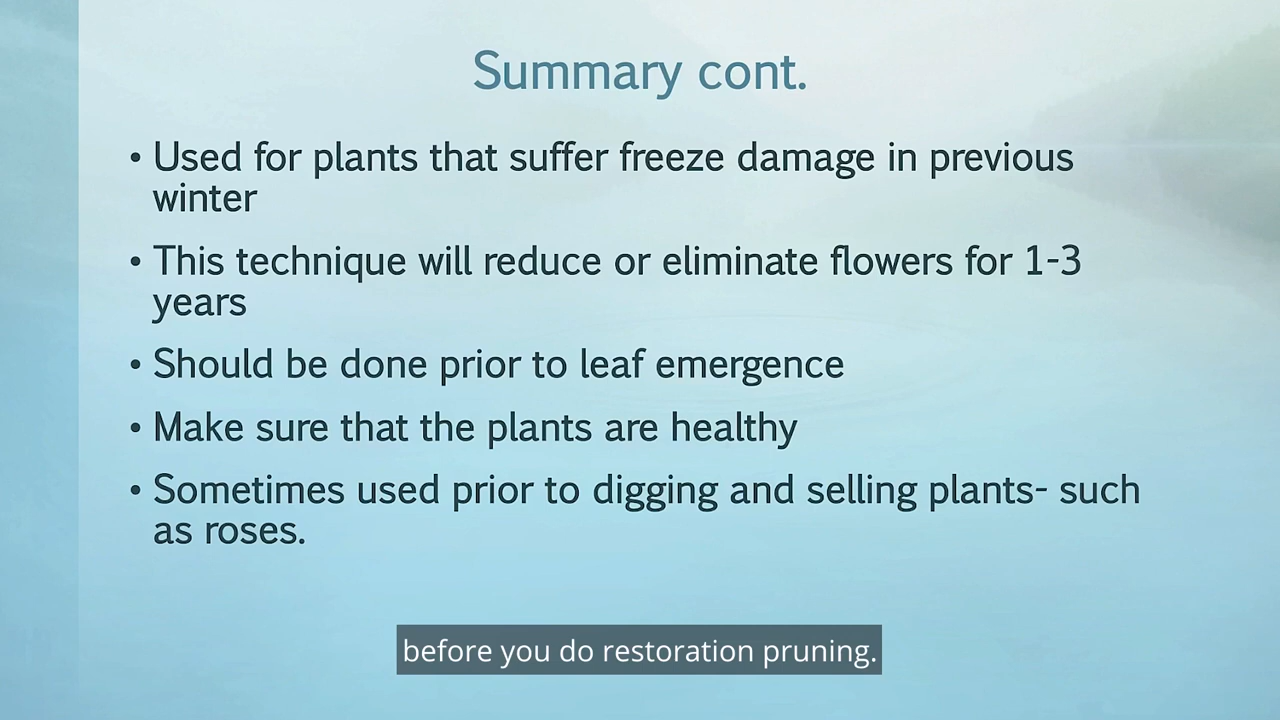 Summary cont.
• Used for plants that suffer freeze damage in previous
winter
• This technique will reduce or eliminate flowers for 1-3
years
• Should be done prior to leaf emergence
• Make sure that the plants are healthy
• Sometimes used prior to digging and selling plants- such
as roses.
before you do restoration pruning.